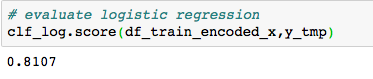 # evaluate logistic regression
clf_log.score(df_train_encoded_x,y_tmp)
0.8107